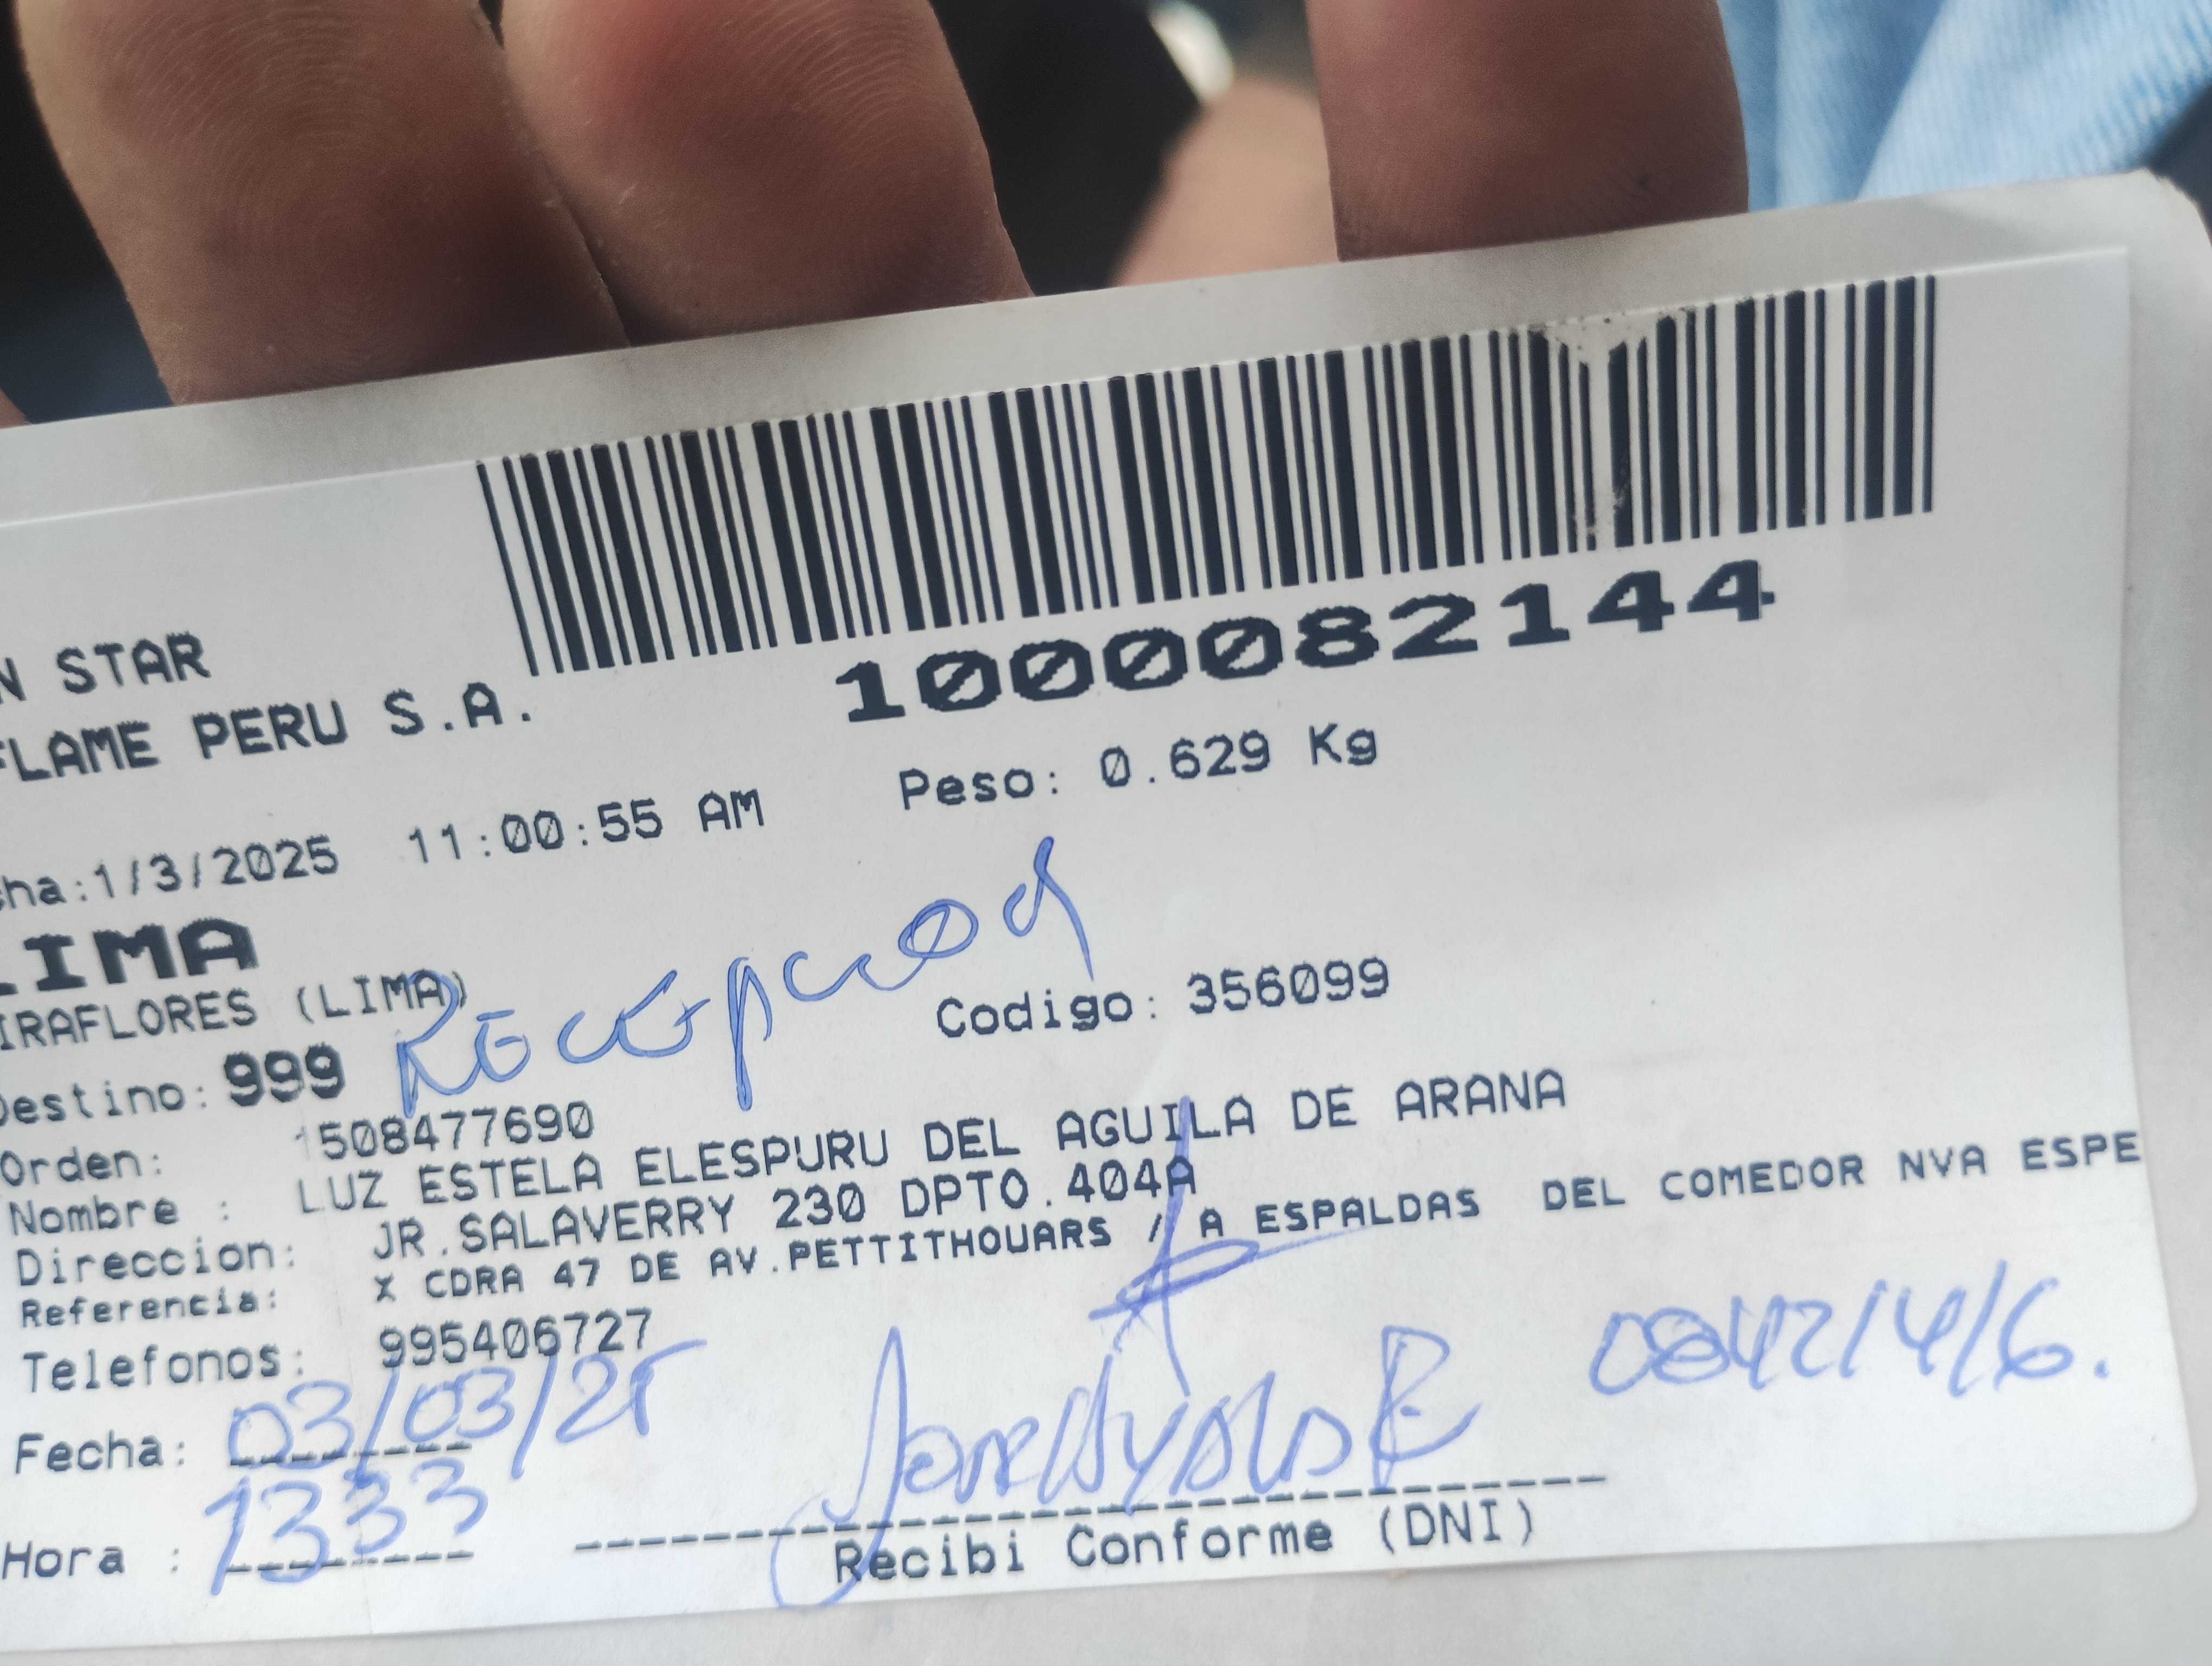 1000082144
N STAR
FLAME PERU S.A.
Peso: 0.629 Kg
cha:1/3/2025 11:00:55 AM
LIMA
IRAFLORES (LIMA)
Recepcion
Codigo: 356099
Destino: 999
Orden: 1508477690
Nombre : LUZ ESTELA ELESPURU DEL AGUILA DE ARANA
Direccion: JR.SALAVERRY 230 DPTO.404A
Referencia: X CDRA 47 DE AV.PETTITHOUARS / A ESPALDAS DEL COMEDOR NVA ESPE
Telefonos: 995406727
Fecha: 03/03/25
Hora : 1333
Recibi Conforme (DNI)